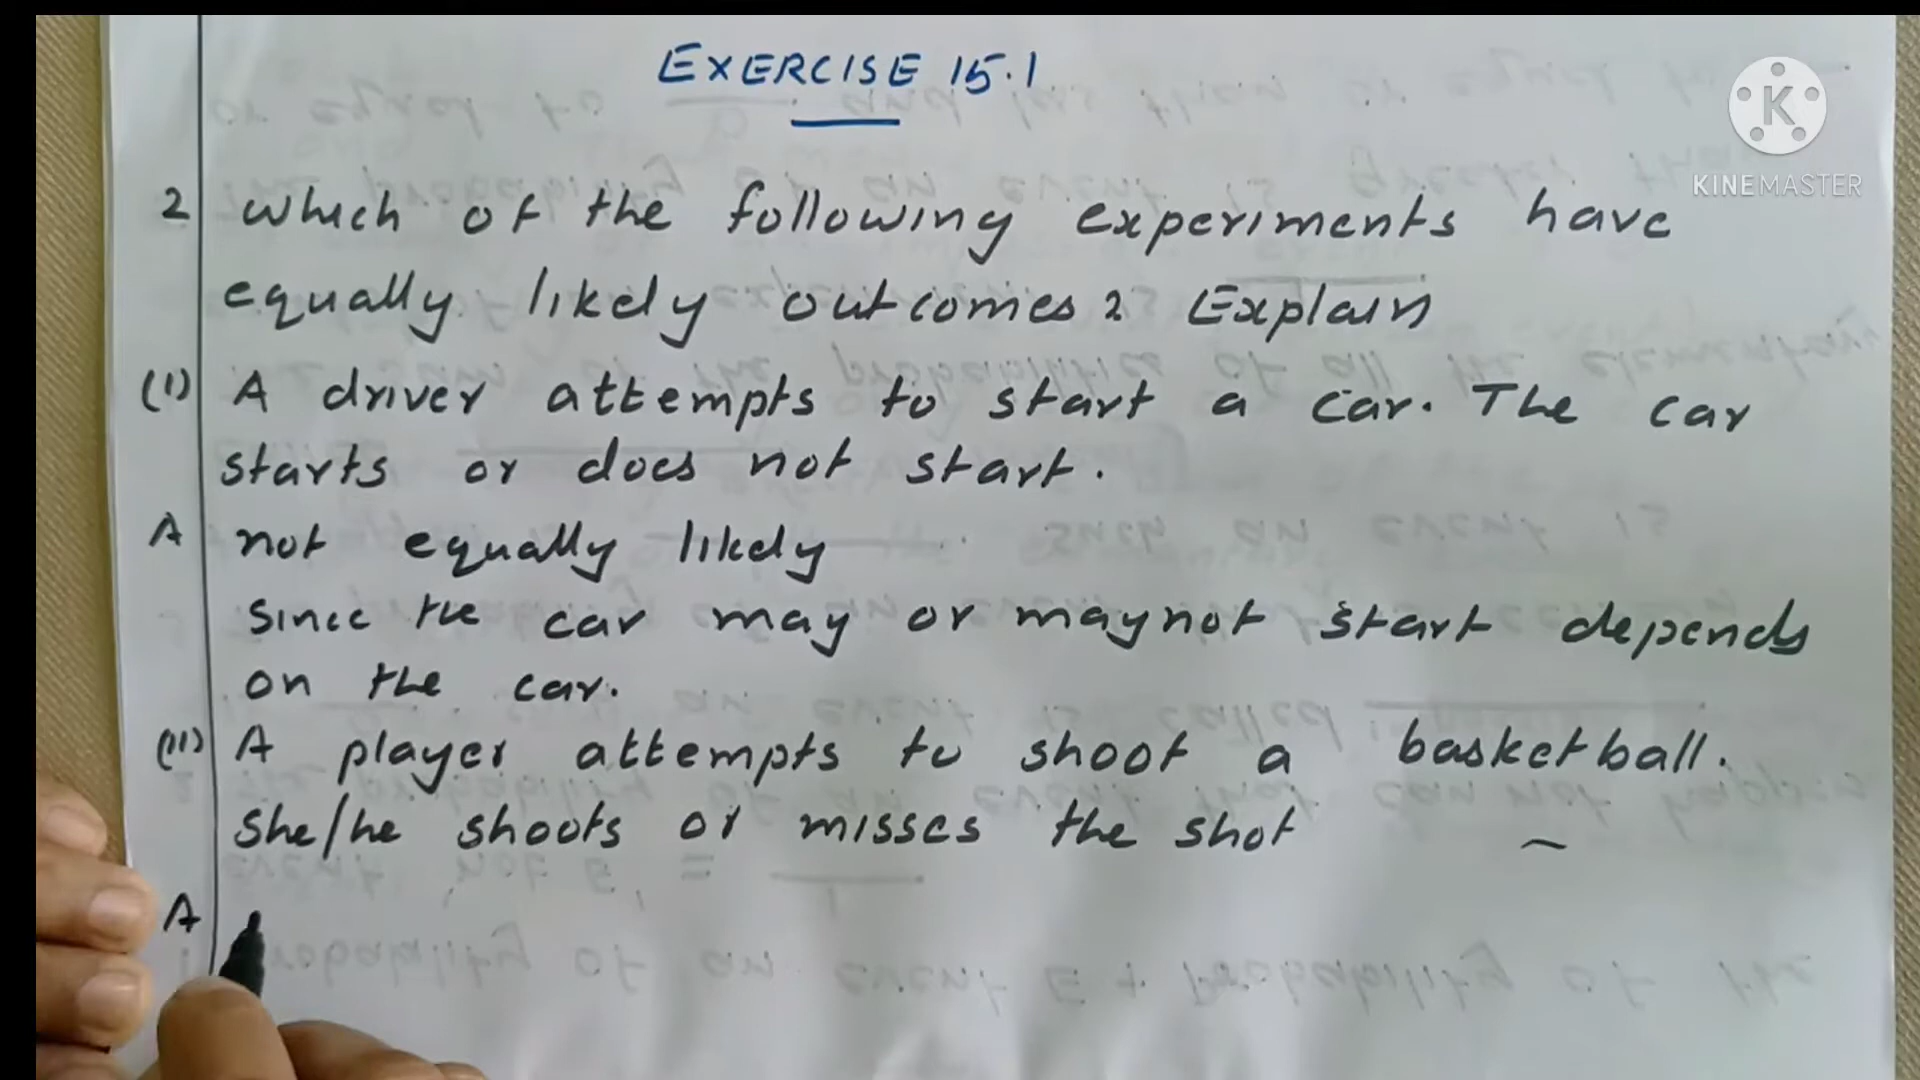 EXERCISE 15.1
KINEMASTER
2 which of the following experiments have
equally likely outcomes? Explain
(i) A driver attempts to start a car. The car
starts or does not start.
A not equally likely
since the car may or maynot start depends
on the car.
(ii) A player attempts to shoot a basketball.
she/he shoots or misses the shot
A